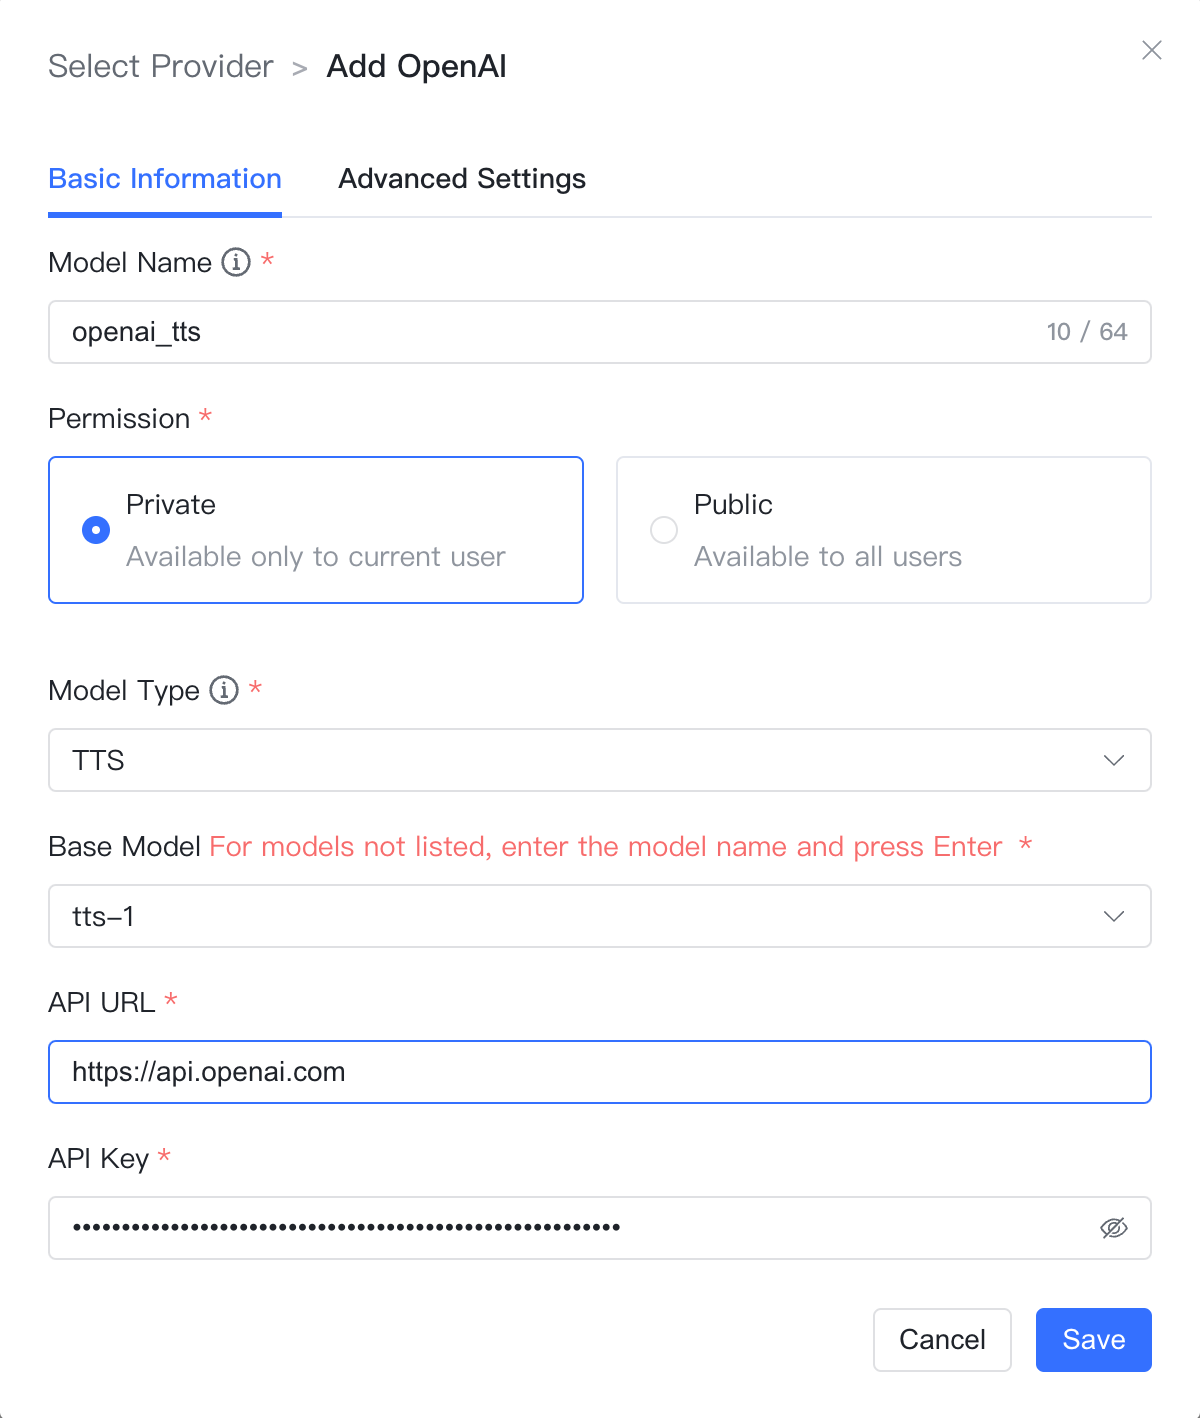 Select Provider > Add OpenAI
Basic Information Advanced Settings
Model Name *
openai_tts 10 / 64
Permission *
Private
Available only to current user
Public
Available to all users
Model Type *
TTS
Base Model For models not listed, enter the model name and press Enter *
tts-1
API URL *
https://api.openai.com
API Key *
Cancel Save